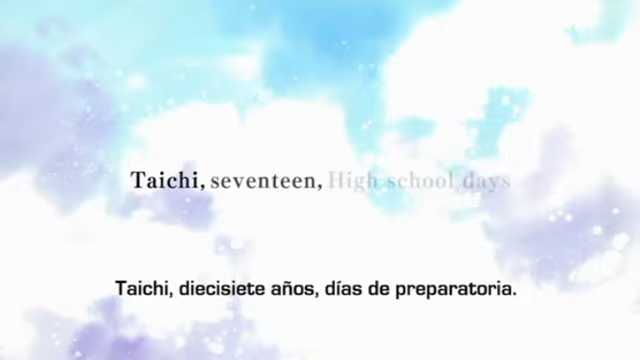 Taichi, seventeen, High school days
Taichi, diecisiete años, días de preparatoria.